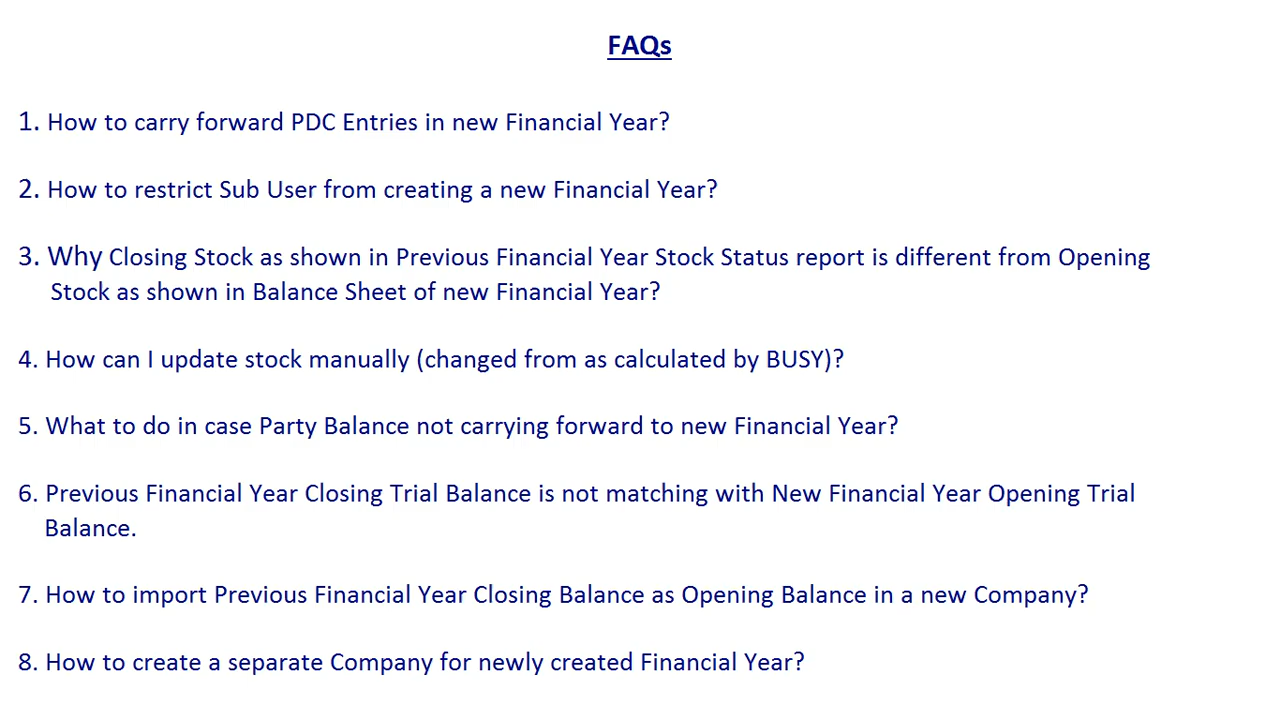 FAQs
1. How to carry forward PDC Entries in new Financial Year?
2. How to restrict Sub User from creating a new Financial Year?
3. Why Closing Stock as shown in Previous Financial Year Stock Status report is different from Opening
Stock as shown in Balance Sheet of new Financial Year?
4. How can I update stock manually (changed from as calculated by BUSY)?
5. What to do in case Party Balance not carrying forward to new Financial Year?
6. Previous Financial Year Closing Trial Balance is not matching with New Financial Year Opening Trial
Balance.
7. How to import Previous Financial Year Closing Balance as Opening Balance in a new Company?
8. How to create a separate Company for newly created Financial Year?